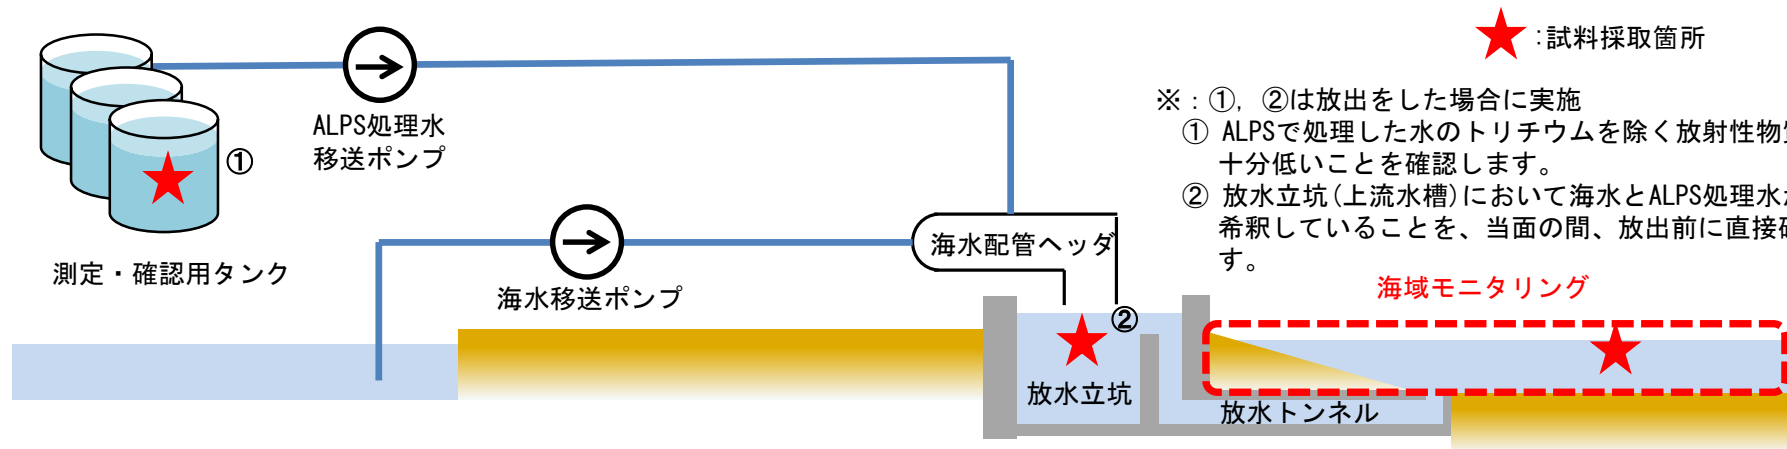 :試料採取箇所
※：①，②は放出をした場合に実施
① ALPSで処理した水のトリチウムを除く放射性物
十分低いことを確認します。
② 放水立坑(上流水槽)において海水とALPS処理水
希釈していることを、当面の間、放出前に直接
す。
ALPS処理水
移送ポンプ
①
測定・確認用タンク
海水配管ヘッダ
海水移送ポンプ
海域モニタリング
②
放水立坑
放水トンネル